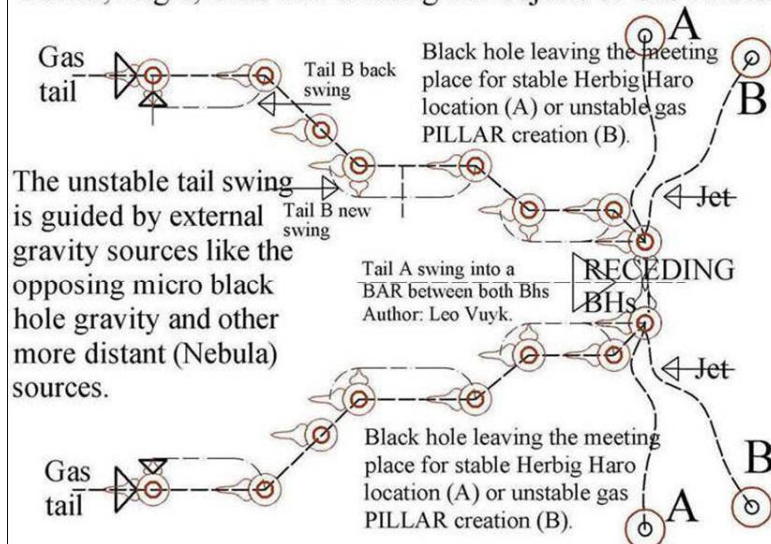 Gas
tail
Tail B back
swing
Black hole leaving the meeting
place for stable Herbig Haro
location (A) or unstable gas
PILLAR creation (B).
A
B
The unstable tail swing
is guided by external
gravity sources like the
opposing micro black
hole gravity and other
more distant (Nebula)
sources.
Tail B new
swing
Jet
Tail A swing into a
BAR between both Bhs
Author: Leo Vuyk.
RECEDING
BHs
Jet
Gas
tail
Black hole leaving the meeting
place for stable Herbig Haro
location (A) or unstable gas
PILLAR creation (B).
A
B